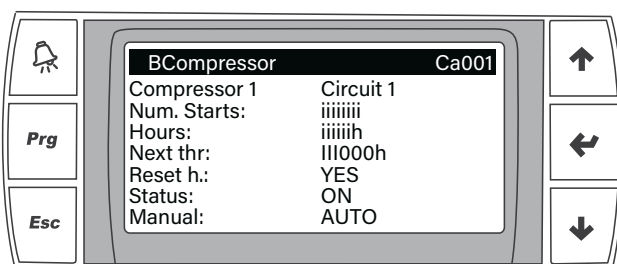 BCompressor Ca001
Compressor 1 Circuit 1
Num. Starts: iiiiiiii
Hours: iiiiiih
Next thr: III000h
Reset h.: YES
Status: ON
Manual: AUTO
Prg
Esc